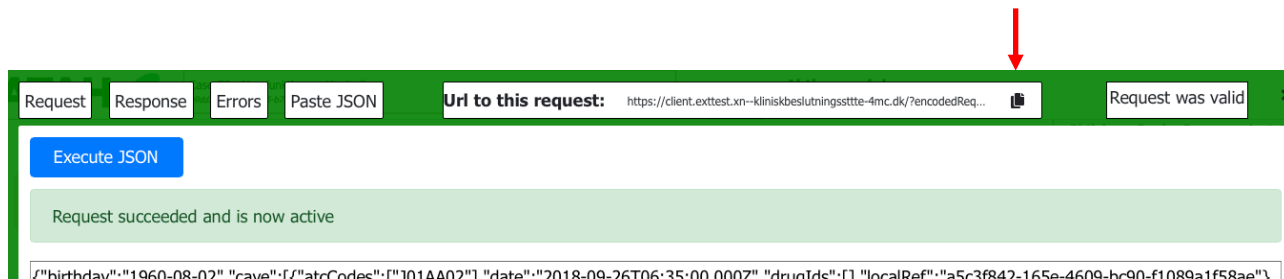 Request Response Errors Paste JSON Url to this request: https://client.exttest.xn--kliniskbeslutningssttte-4mc.dk/?encodedReq... Request was valid
Execute JSON
Request succeeded and is now active
{"birthday":"1960-08-02","cave":[{"atcCodes":["J01AA02"],"date":"2018-09-26T06:35:00.000Z","drugIds":[],"localRef":"a5c3f842-165e-4609-bc90-f1089a1f58ae"}